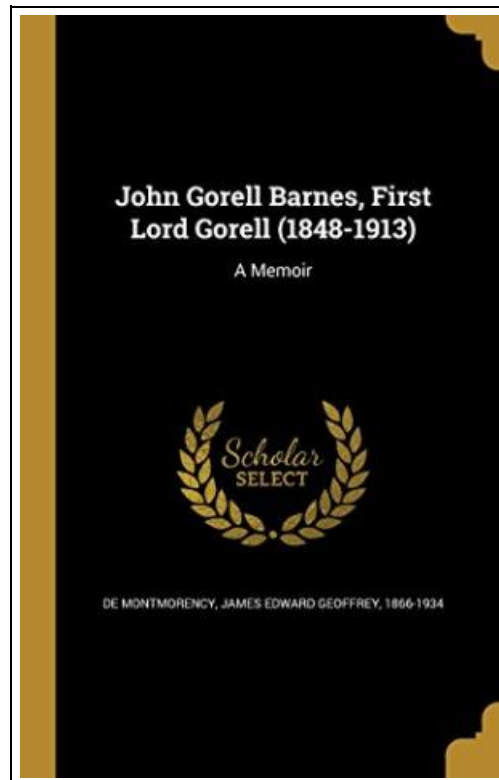 John Gorell Barnes, First
Lord Gorell (1848-1913)
A Memoir
Scholar
SELECT
DE MONTMORENCY, JAMES EDWARD GEOFFREY, 1866-1934